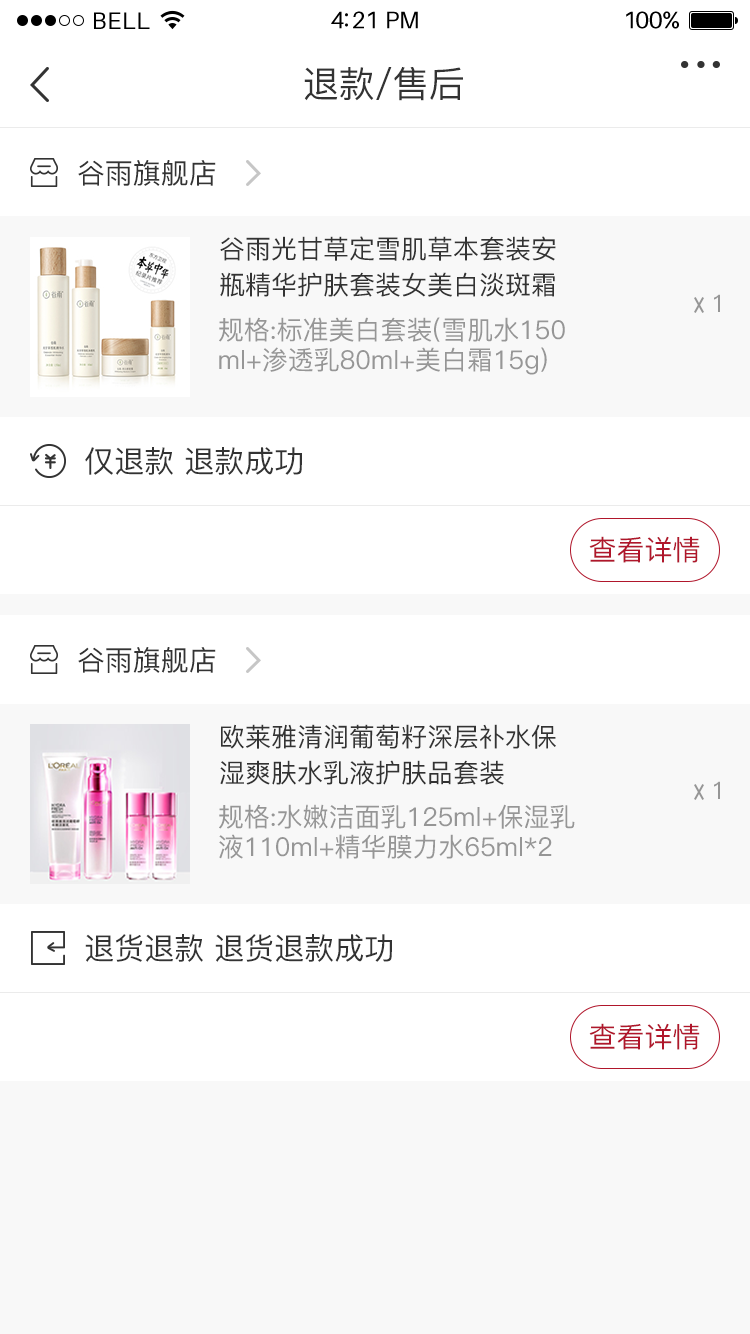 BELL 4:21 PM 100%
退款/售后
谷雨旗舰店
谷雨光甘草定雪肌草本套装安
瓶精华护肤套装女美白淡斑霜
x 1
规格:标准美白套装(雪肌水150
ml+渗透乳80ml+美白霜15g)
本草中华
仅退款 退款成功
查看详情
谷雨旗舰店
欧莱雅清润葡萄籽深层补水保
湿爽肤水乳液护肤品套装
x 1
规格:水嫩洁面乳125ml+保湿乳
液110ml+精华膜力水65ml*2
L'ORÉAL
HYDRA
FRESH
退货退款 退货退款成功
查看详情